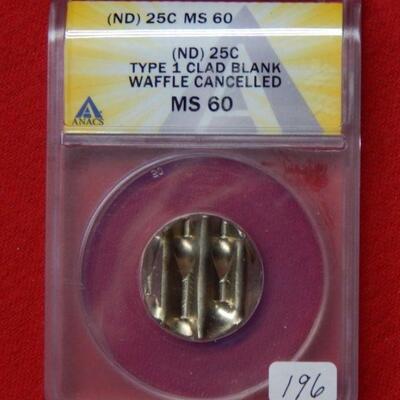 (ND) 25C MS 60
(ND) 25C
TYPE 1 CLAD BLANK
WAFFLE CANCELLED
MS 60
ANACS
196